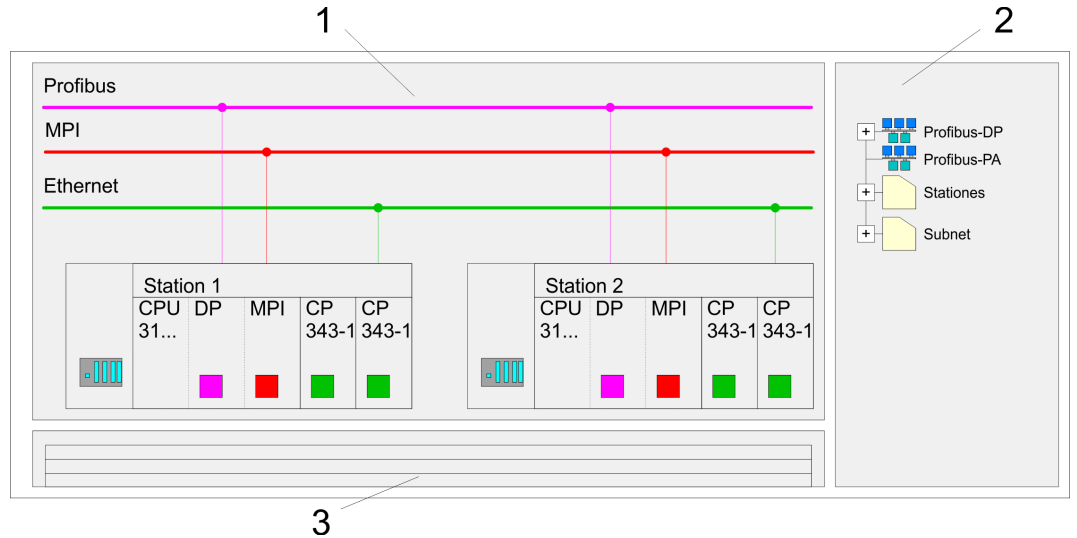 1
2
Profibus
MPI
Ethernet
Profibus-DP
Profibus-PA
Stationes
Subnet
Station 1
CPU 31...
DP
MPI
CP 343-1
CP 343-1
Station 2
CPU 31...
DP
MPI
CP 343-1
CP 343-1
3